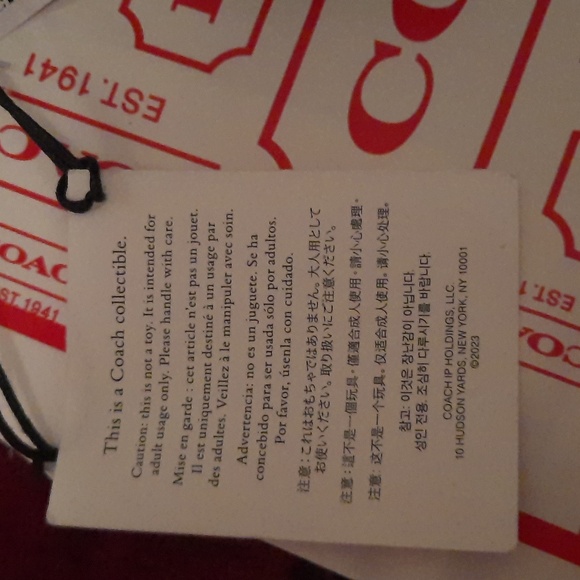 This is a Coach collectible.
Caution: this is not a toy. It is intended for
adult usage only. Please handle with care.
Mise en garde : cet article n'est pas un jouet.
Il est uniquement destiné à un usage par
des adultes. Veillez à le manipuler avec soin.
Advertencia: no es un juguete. Se ha
concebido para ser usada sólo por adultos.
Por favor, úsenla con cuidado.
注意：これはおもちゃではありません。大人用として
お使いください。取り扱いにご注意ください。
注意：這不是一個玩具。僅適合成人使用。請小心處理。
注意：这不是一个玩具。仅适合成人使用。请小心处理。
참고: 이것은 장난감이 아닙니다.
성인 전용. 조심히 다루시기를 바랍니다.
COACH IP HOLDINGS, LLC.
10 HUDSON YARDS, NEW YORK, NY 10001
©2023
EST. 1941
CO
COAC
EST. 1941